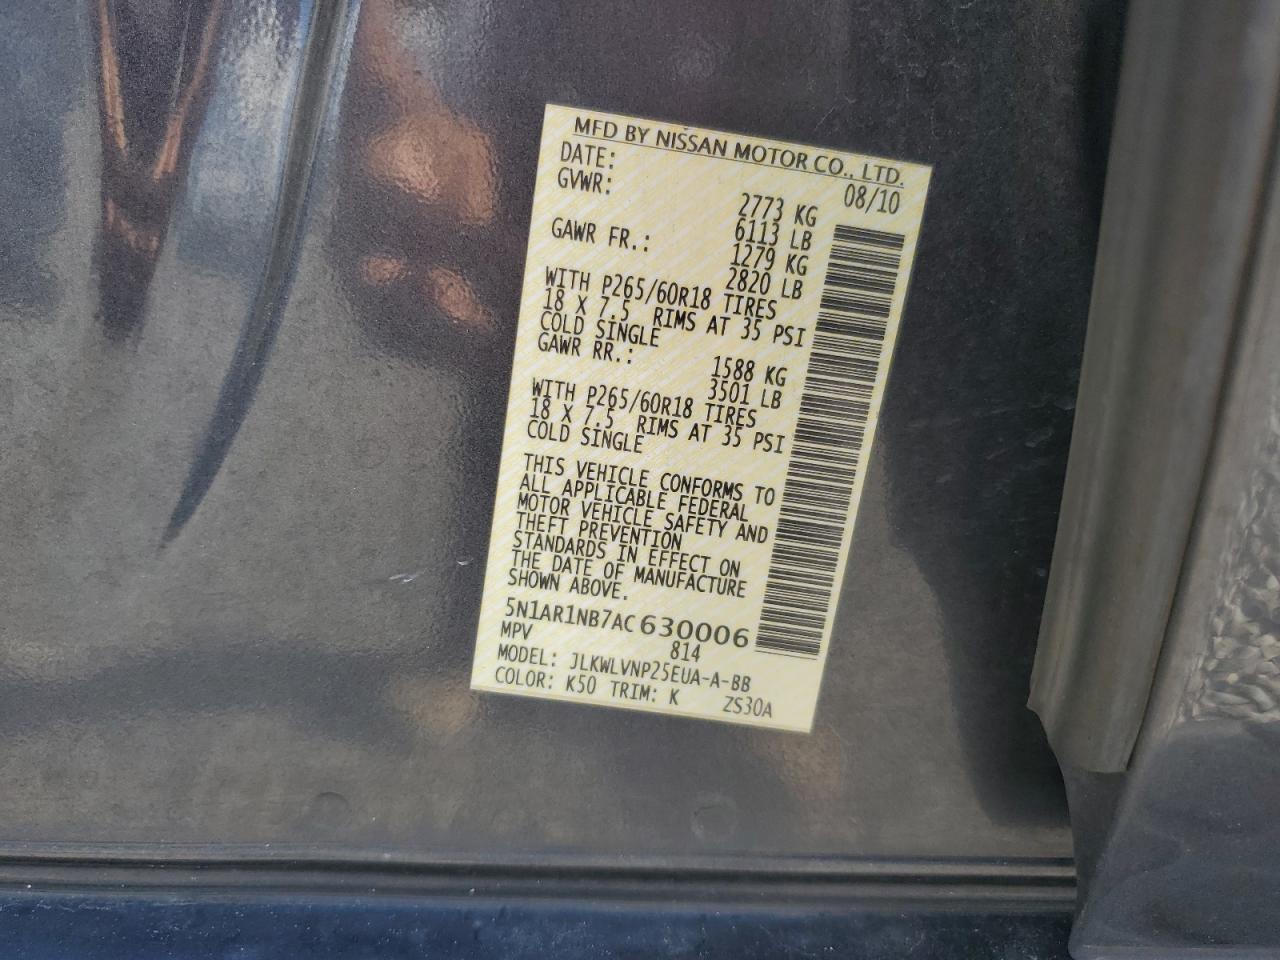 MFD BY NISSAN MOTOR CO., LTD.
DATE: 08/10
GVWR: 2773 KG
6113 LB
GAWR FR.: 1279 KG
2820 LB
WITH P265/60R18 TIRES
18 X 7.5 RIMS AT 35 PSI
COLD SINGLE
GAWR RR.: 1588 KG
3501 LB
WITH P265/60R18 TIRES
18 X 7.5 RIMS AT 35 PSI
COLD SINGLE
THIS VEHICLE CONFORMS TO
ALL APPLICABLE FEDERAL
MOTOR VEHICLE SAFETY AND
THEFT PREVENTION
STANDARDS IN EFFECT ON
THE DATE OF MANUFACTURE
SHOWN ABOVE.
5N1AR1NB7AC630006
MPV 814
MODEL: JLKWLVNP25EUA-A-BB
COLOR: K50 TRIM: K ZS30A